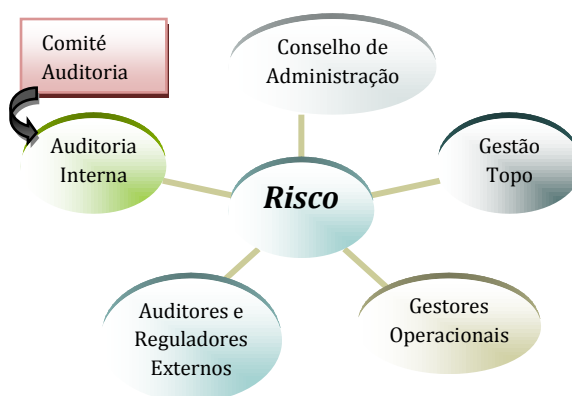 Comité
Auditoria
Conselho de
Administração
Auditoria
Interna
Gestão
Topo
Risco
Auditores e
Reguladores
Externos
Gestores
Operacionais